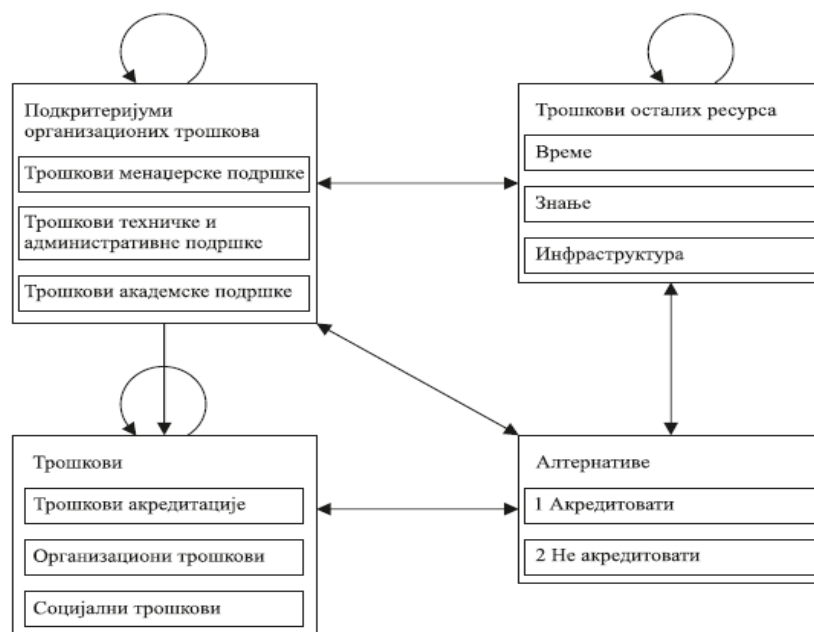 Подкритеријуми
организационих трошкова
Трошкови менаџерске подршке
Трошкови техничке и
административне подршке
Трошкови академске подршке
Трошкови осталих ресурса
Време
Знање
Инфраструктура
Трошкови
Трошкови акредитације
Организациони трошкови
Социјални трошкови
Алтернативе
1 Акредитовати
2 Не акредитовати